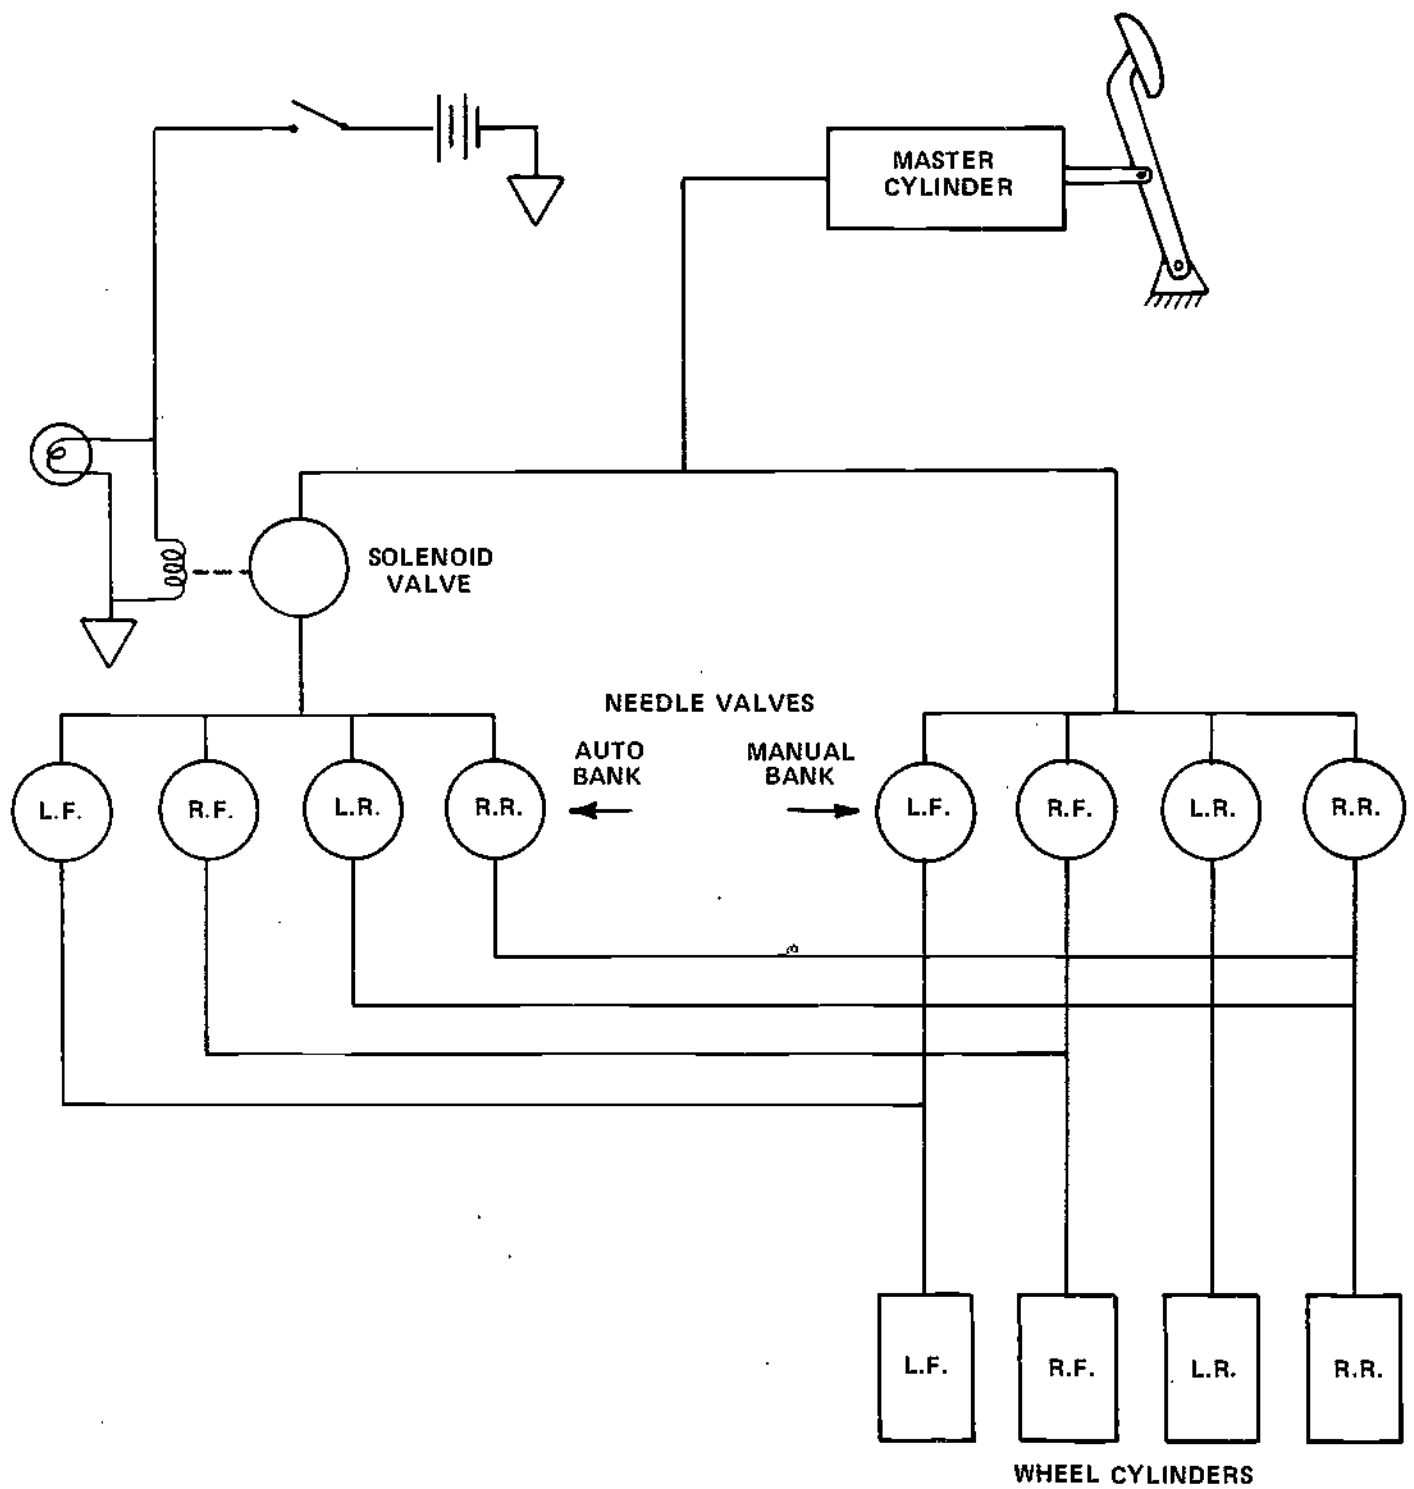 MASTER
CYLINDER
SOLENOID
VALVE
NEEDLE VALVES
AUTO
BANK
MANUAL
BANK
L.F.
R.F.
L.R.
R.R.
L.F.
R.F.
L.R.
R.R.
L.F.
R.F.
L.R.
R.R.
WHEEL CYLINDERS